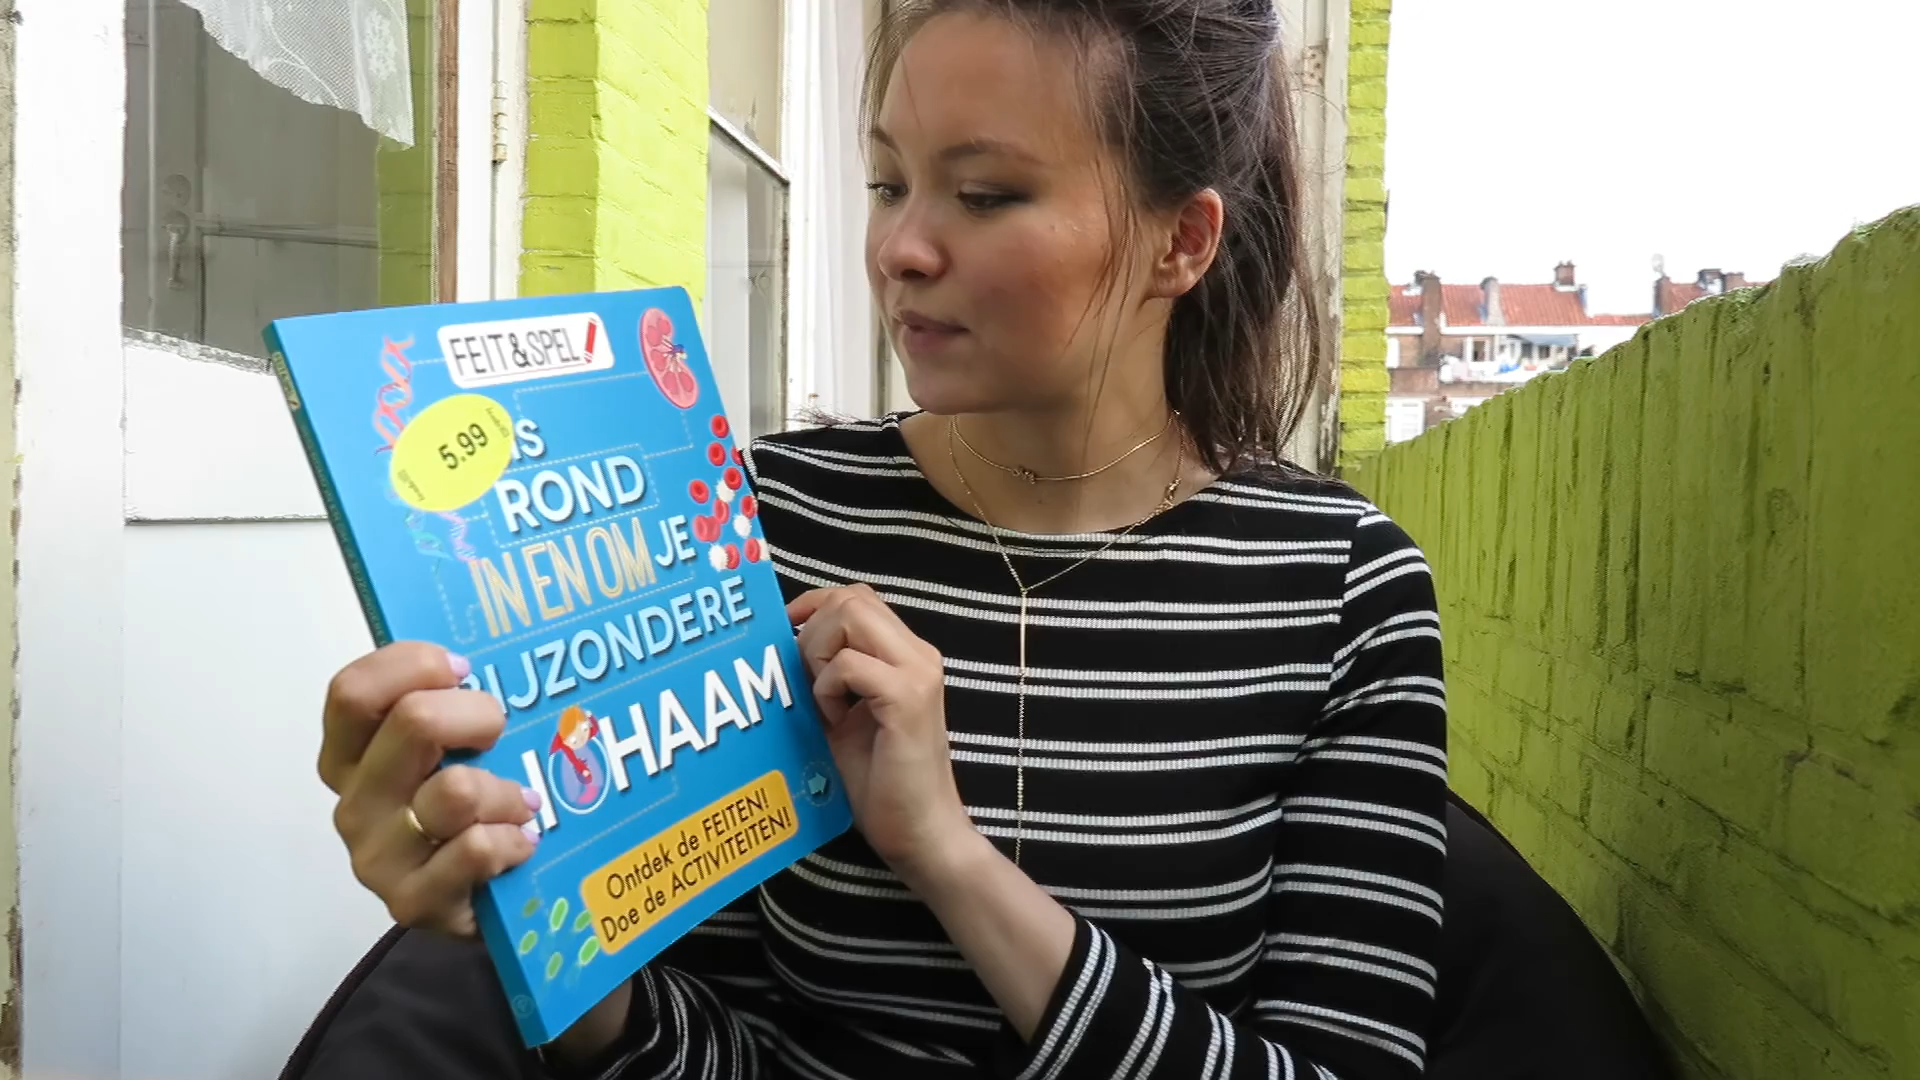 FEIT & SPEL
5.99
IS
ROND
IN EN OM JE
BIJZONDERE
HAAM
Ontdek de FEITEN!
Doe de ACTIVITEITEN!